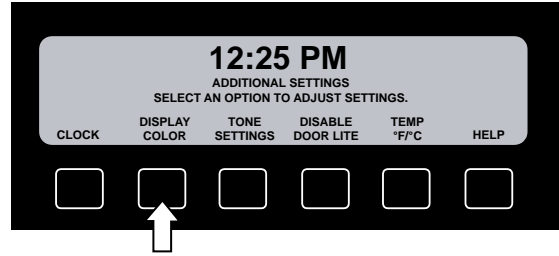 12:25 PM
ADDITIONAL SETTINGS
SELECT AN OPTION TO ADJUST SETTINGS.
CLOCK
DISPLAY
COLOR
TONE
SETTINGS
DISABLE
DOOR LITE
TEMP
°F/°C
HELP